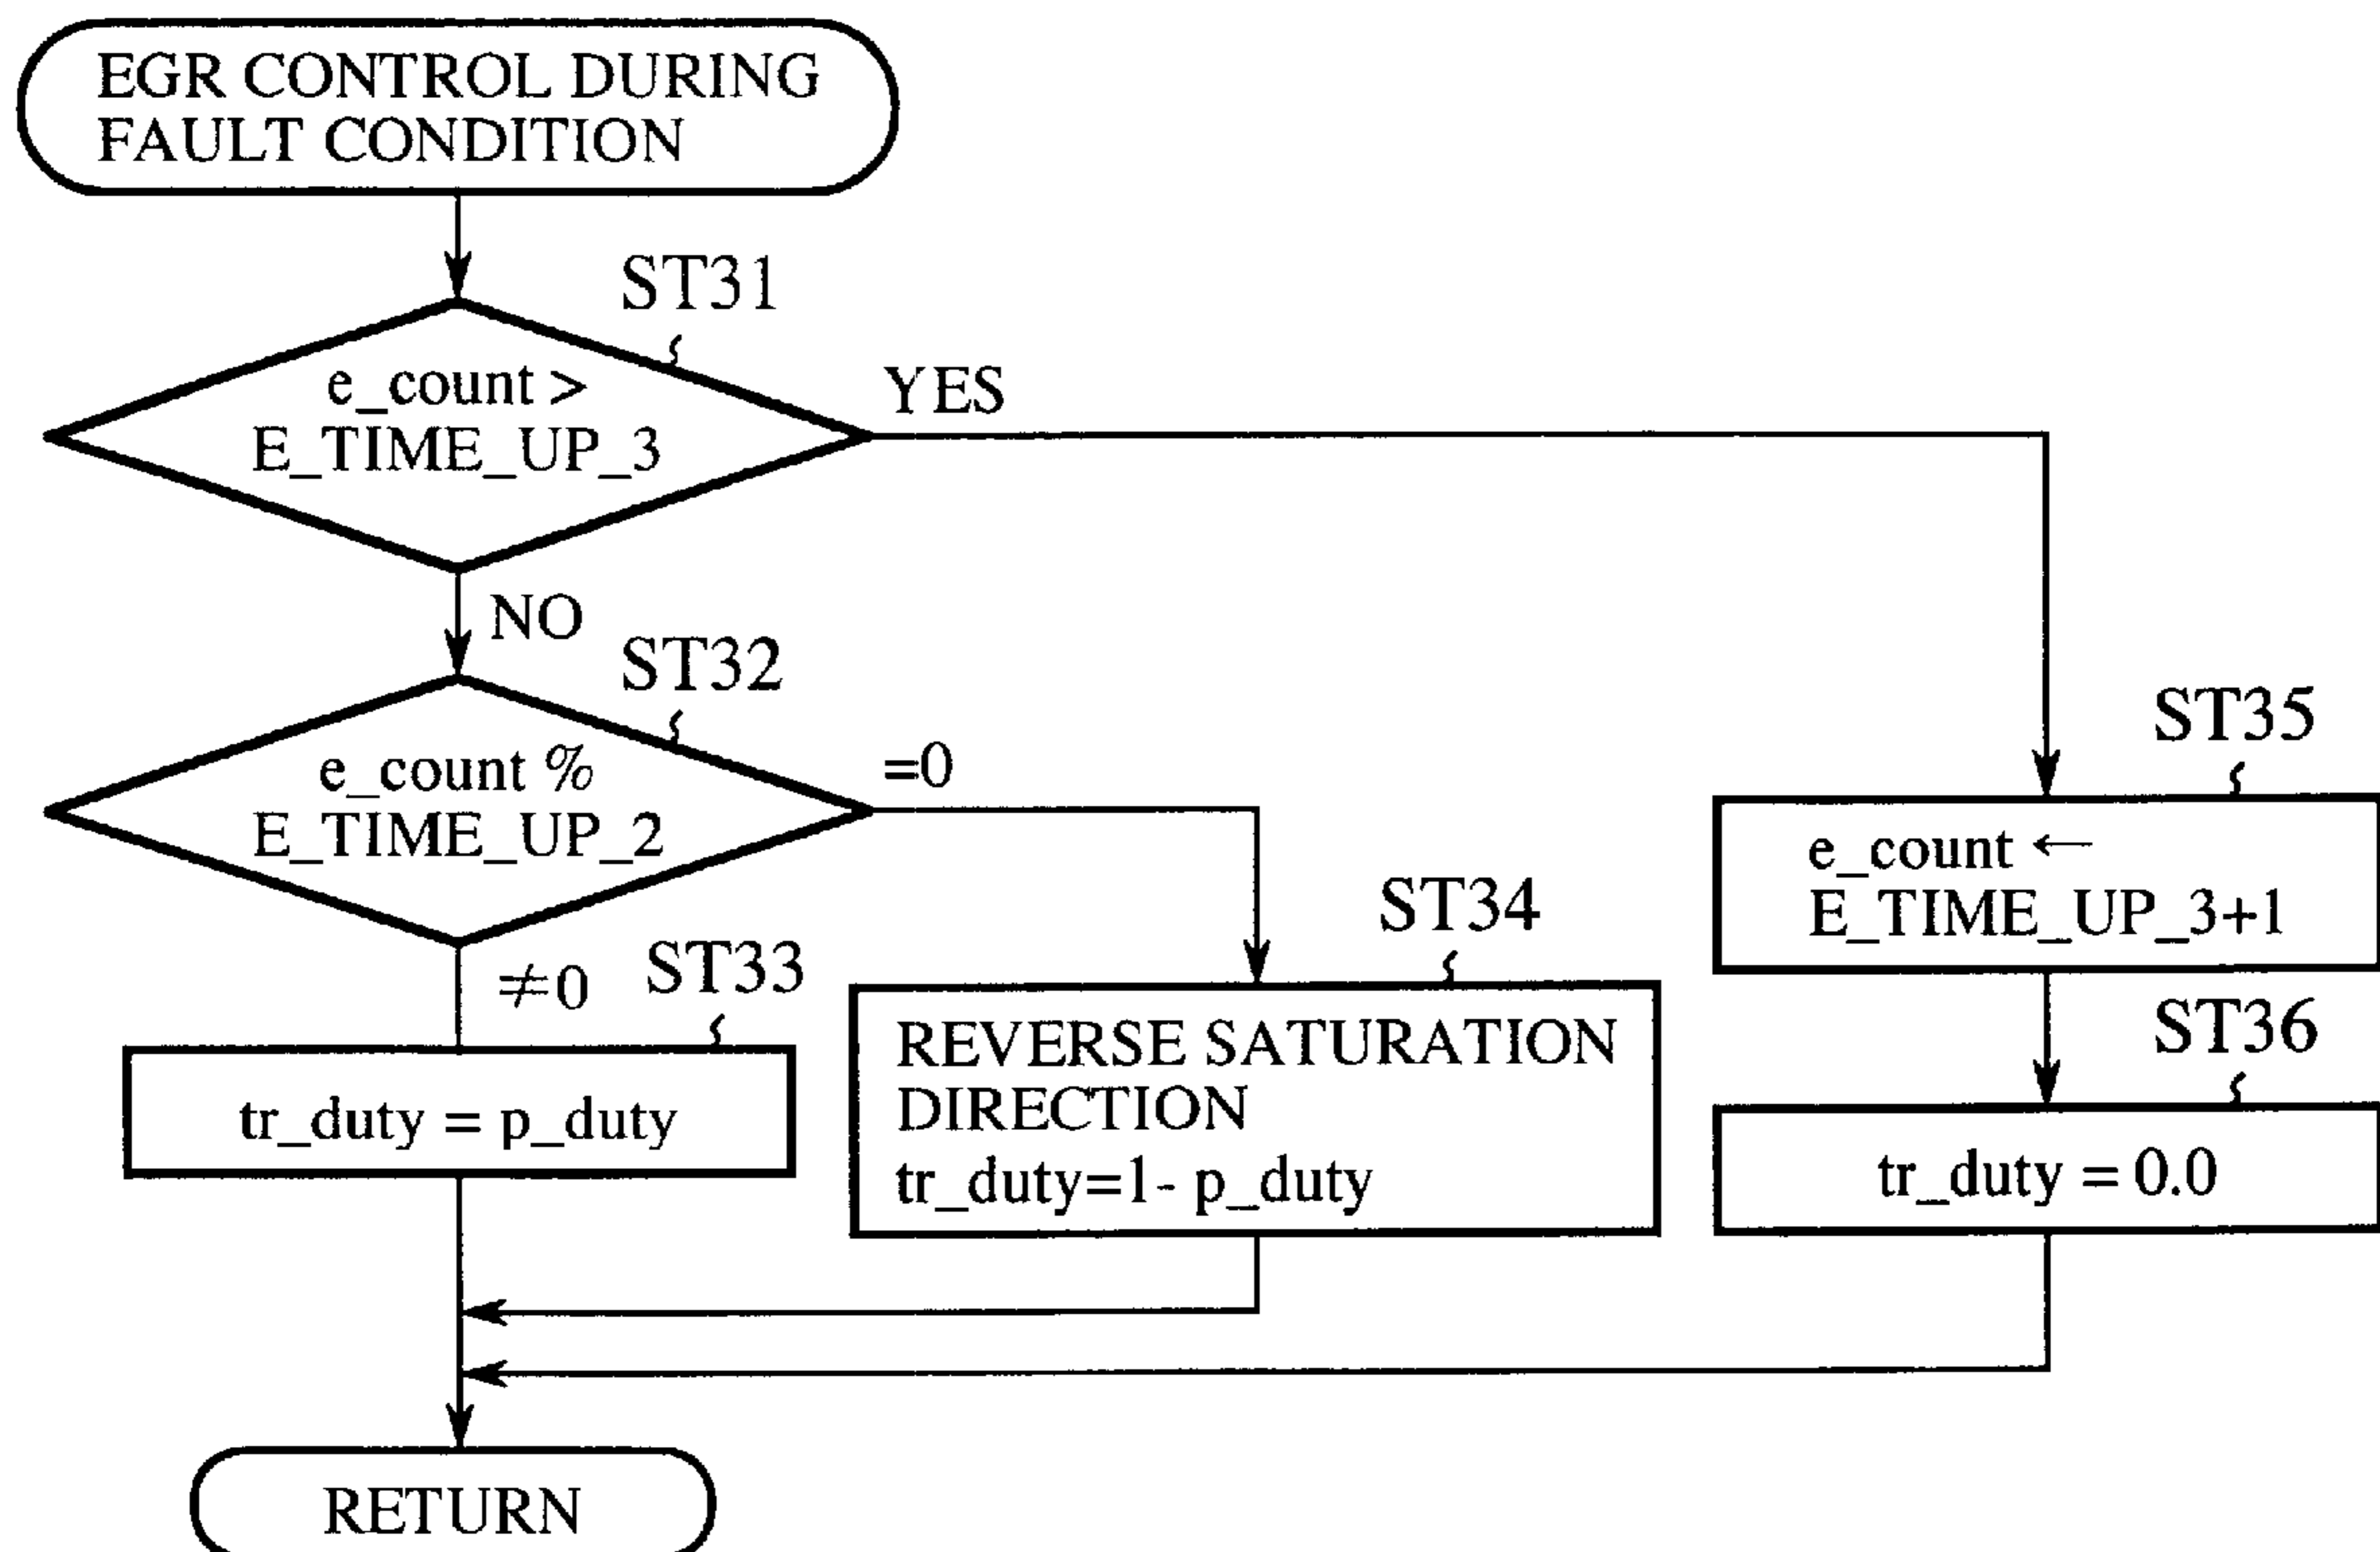 EGR CONTROL DURING
FAULT CONDITION
ST31
e_count >
E_TIME_UP_3
YES
NO
ST32
e_count %
E_TIME_UP_2
=0
≠0
ST33
tr_duty = p_duty
ST34
REVERSE SATURATION
DIRECTION
tr_duty=1- p_duty
ST35
e_count ←
E_TIME_UP_3+1
ST36
tr_duty = 0.0
RETURN